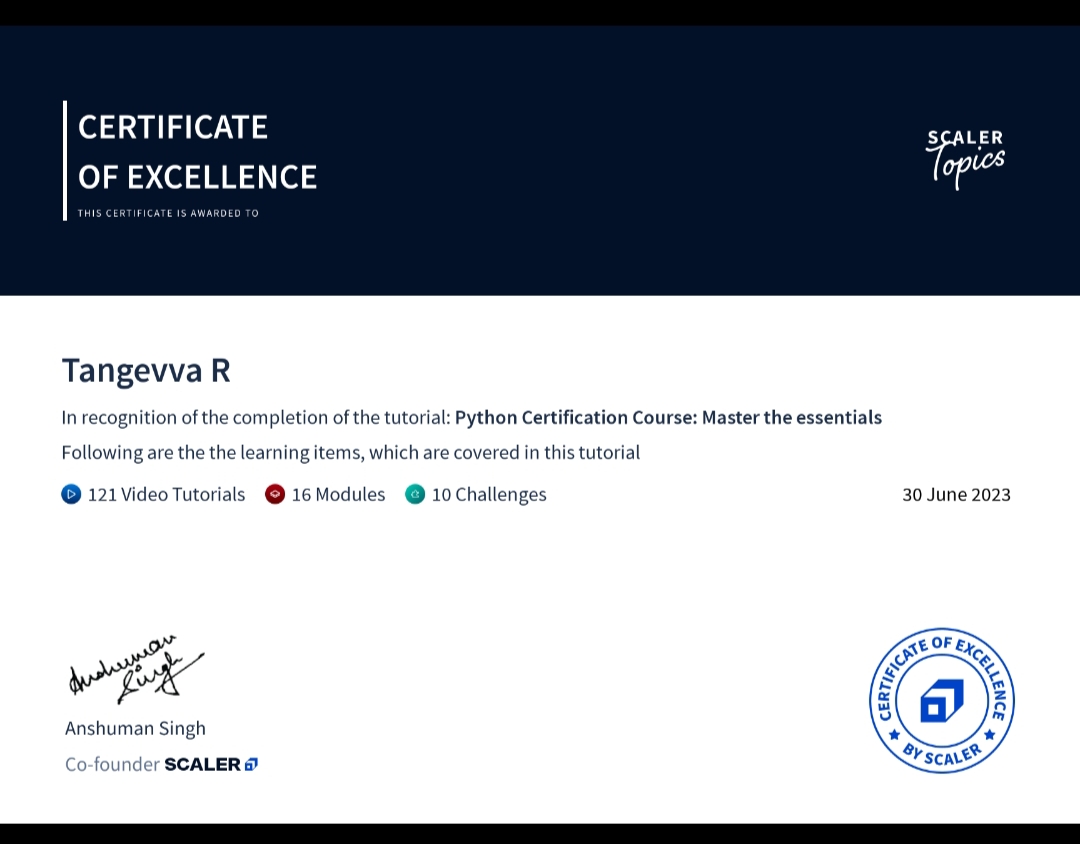 CERTIFICATE
OF EXCELLENCE
THIS CERTIFICATE IS AWARDED TO
SCALER
Topics
Tangevva R
In recognition of the completion of the tutorial: Python Certification Course: Master the essentials
Following are the the learning items, which are covered in this tutorial
121 Video Tutorials 16 Modules 10 Challenges
30 June 2023
Anshuman
Singh
Anshuman Singh
Co-founder SCALER
CERTIFICATE OF EXCELLENCE
BY SCALER